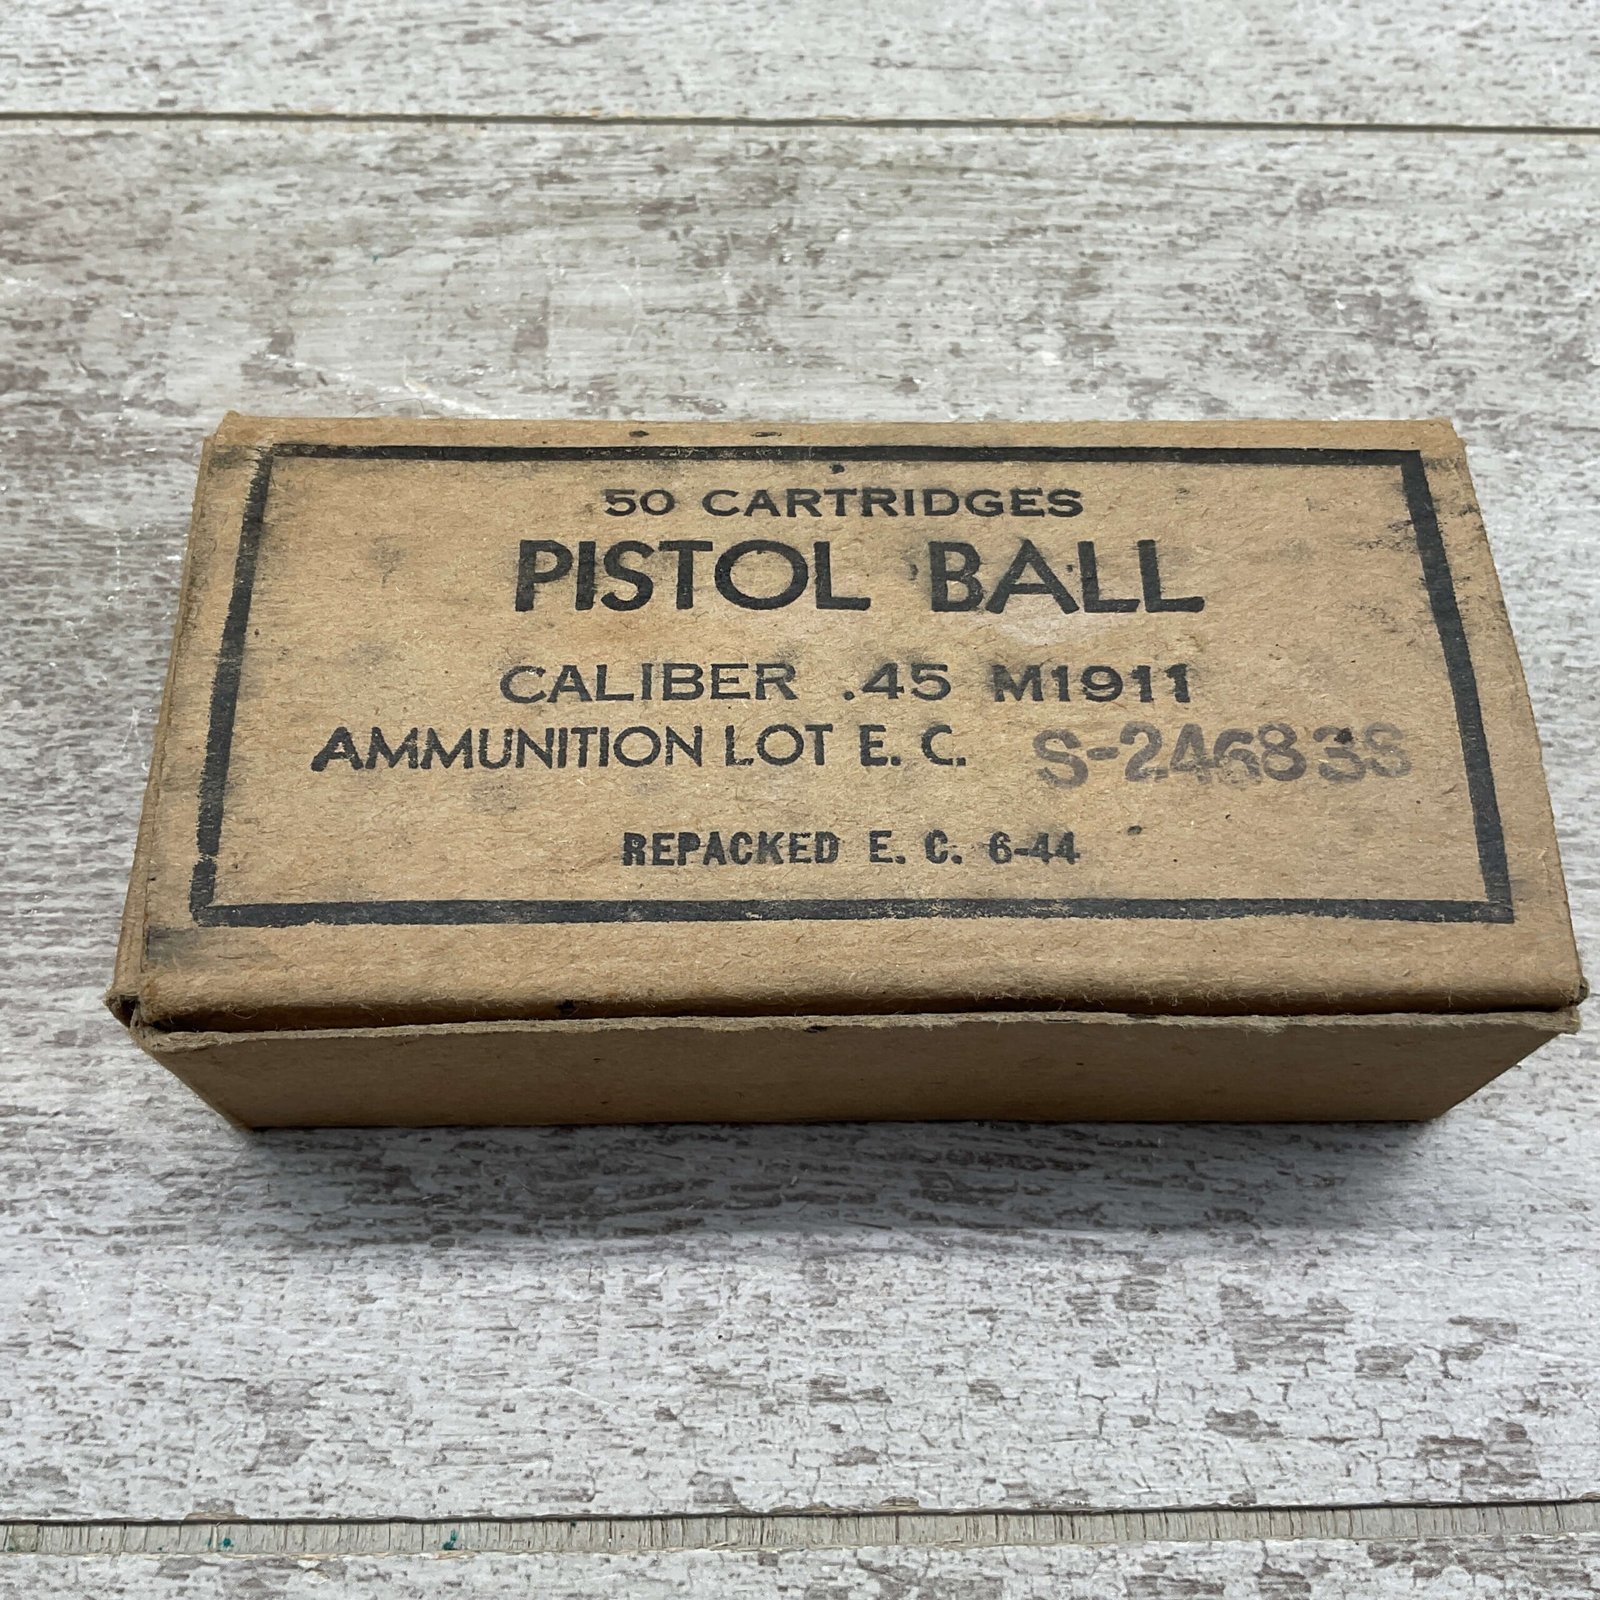 50 CARTRIDGES
PISTOL BALL
CALIBER .45 M1911
AMMUNITION LOT E. C. S-24683S
REPACKED E. C. 6-44